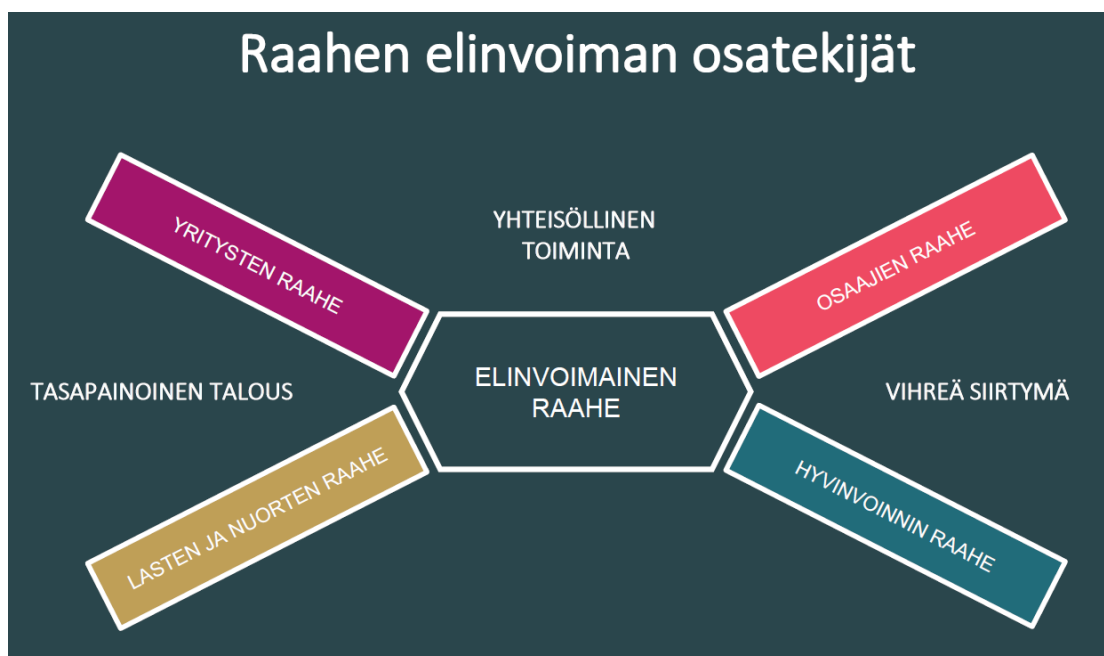 Raahen elinvoiman osatekijät
YRITYSTEN RAAHE
YHTEISÖLLINEN
TOIMINTA
OSAAJIEN RAAHE
TASAPAINOINEN TALOUS
ELINVOIMAINEN
RAAHE
VIHREÄ SIIRTYMÄ
LASTEN JA NUORTEN RAAHE
HYVINVOINNIN RAAHE